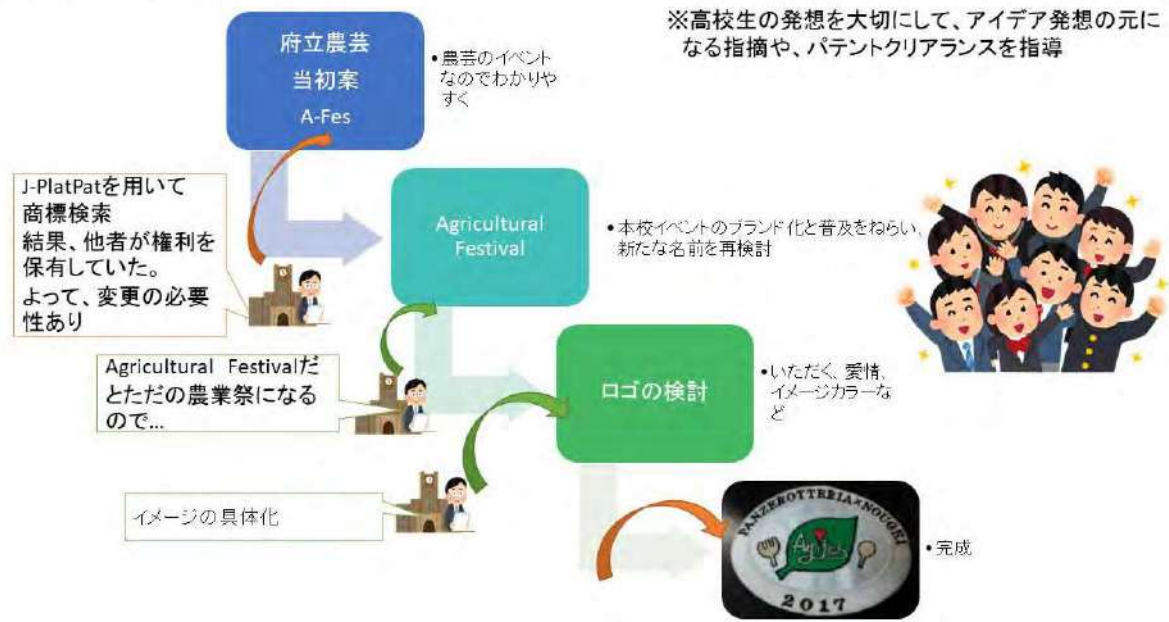 ※高校生の発想を大切にして、アイデア発想の元に
なる指摘や、パテントクリアランスを指導
府立農芸
当初案
A-Fes
•農芸のイベント
なのでわかりや
すく
J-PlatPatを用いて
商標検索
結果、他者が権利を
保有していた。
よって、変更の必要
性あり
Agricultural
Festival
•本校イベントのブランド化と普及をねらい、
新たな名前を再検討
Agricultural Festivalだ
とただの農業祭になる
ので…
ロゴの検討
•いただく、愛情、
イメージカラーな
ど
イメージの具体化
PANZEROTTERIA×NOUGEI
Agfes
2017
•完成